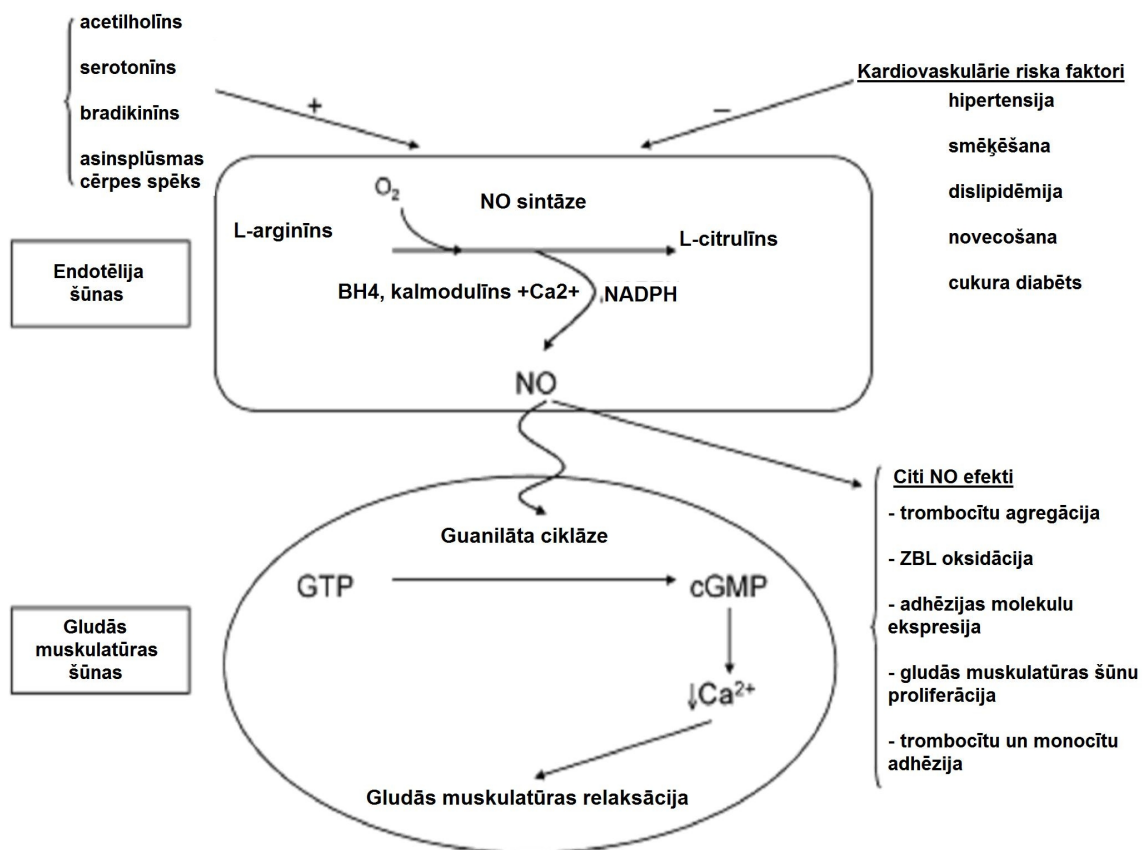 acetilholīns
serotonīns
bradikinīns
asinsplūsmas
cērpes spēks
+
Kardiovaskulārie riska faktori
hipertensija
smēķēšana
dislipidēmija
novecošana
cukura diabēts
–
Endotēlija
šūnas
O2
NO sintāze
L-arginīns
L-citrulīns
BH4, kalmodulīns +Ca2+
,NADPH
NO
Citi NO efekti
- trombocītu agregācija
- ZBL oksidācija
- adhēzijas molekulu
ekspresija
- gludās muskulatūras šūnu
proliferācija
- trombocītu un monocītu
adhēzija
Gludās
muskulatūras
šūnas
Guanilāta ciklāze
GTP
cGMP
↓Ca2+
Gludās muskulatūras relaksācija